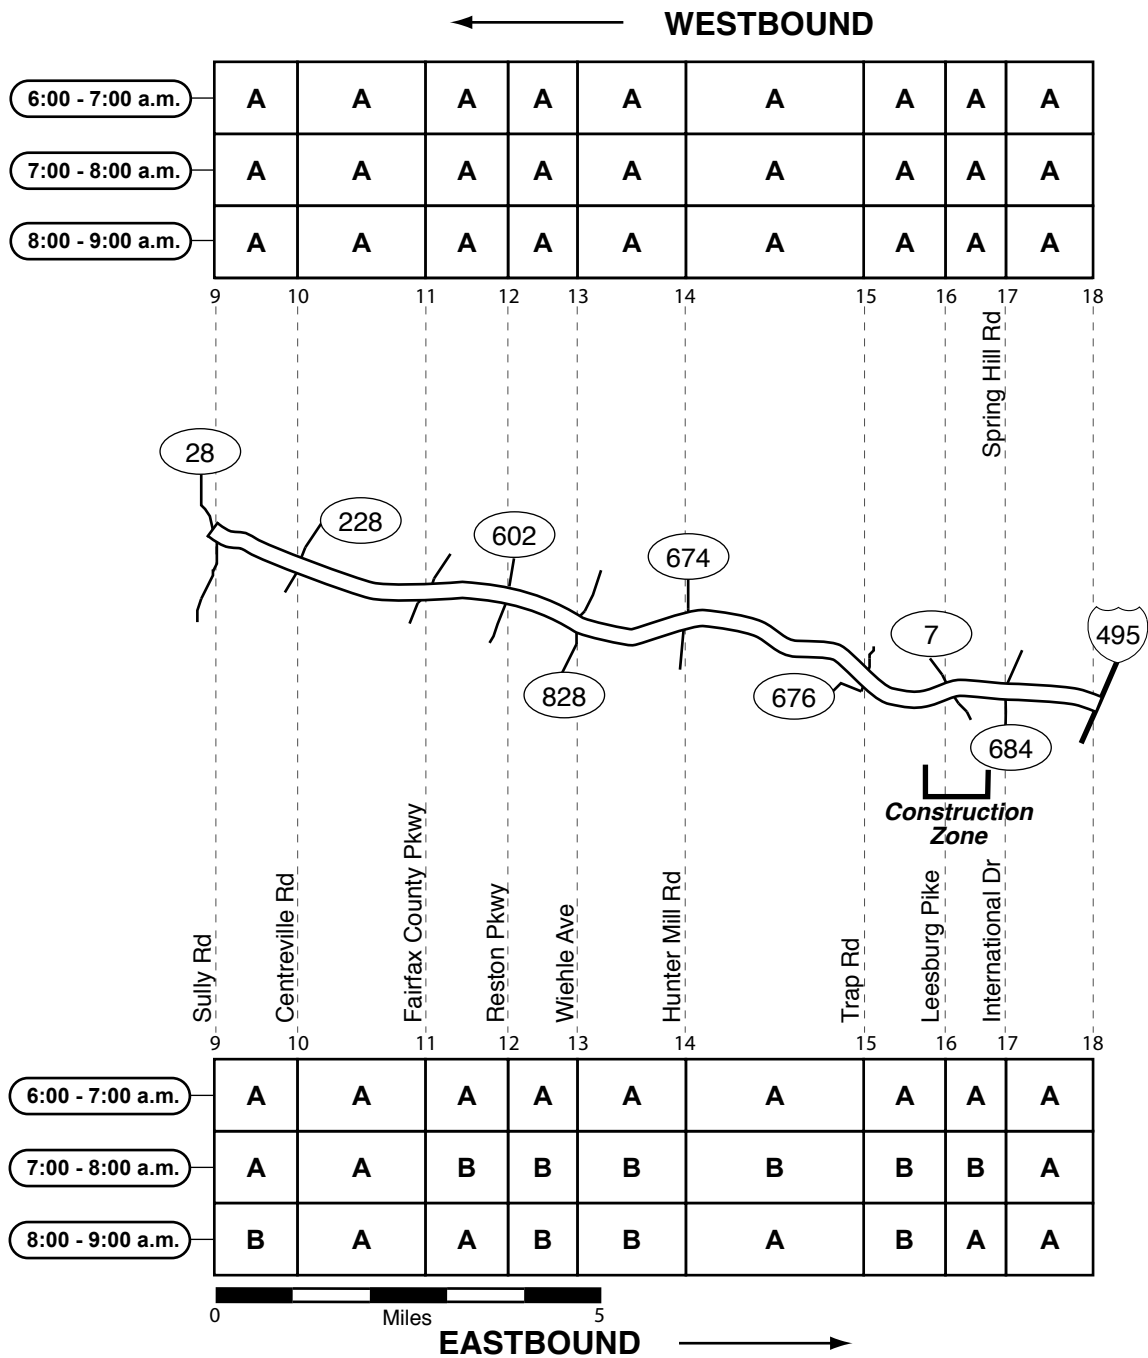 WESTBOUND
6:00 - 7:00 a.m. A A A A A A A A A
7:00 - 8:00 a.m. A A A A A A A A A
8:00 - 9:00 a.m. A A A A A A A A A
9 10 11 12 13 14 15 16 17 18
Spring Hill Rd
28
228
602
674
7
495
828
676
684
Construction
Zone
Sully Rd
Centreville Rd
Fairfax County Pkwy
Reston Pkwy
Wiehle Ave
Hunter Mill Rd
Trap Rd
Leesburg Pike
International Dr
9 10 11 12 13 14 15 16 17 18
6:00 - 7:00 a.m. A A A A A A A A A
7:00 - 8:00 a.m. A A B B B B B B A
8:00 - 9:00 a.m. B A A B B A B A A
0 Miles 5
EASTBOUND